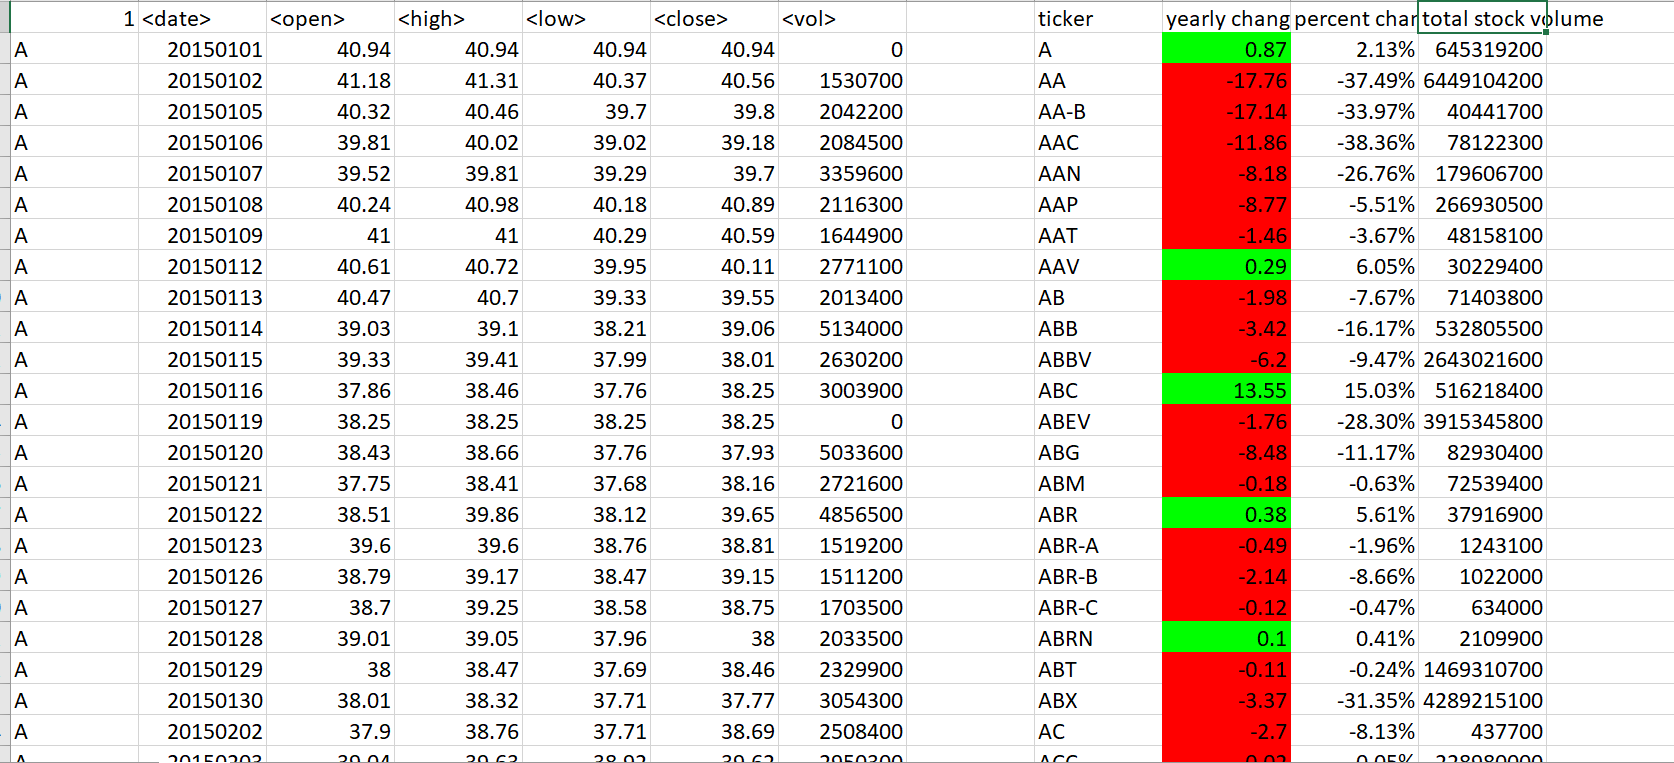 1 <date> <open> <high> <low> <close> <vol> ticker yearly chang percent char total stock volume
A 20150101 40.94 40.94 40.94 40.94 0 A 0.87 2.13% 645319200
A 20150102 41.18 41.31 40.37 40.56 1530700 AA -17.76 -37.49% 6449104200
A 20150105 40.32 40.46 39.7 39.8 2042200 AA-B -17.14 -33.97% 40441700
A 20150106 39.81 40.02 39.02 39.18 2084500 AAC -11.86 -38.36% 78122300
A 20150107 39.52 39.81 39.29 39.7 3359600 AAN -8.18 -26.76% 179606700
A 20150108 40.24 40.98 40.18 40.89 2116300 AAP -8.77 -5.51% 266930500
A 20150109 41 41 40.29 40.59 1644900 AAT -1.46 -3.67% 48158100
A 20150112 40.61 40.72 39.95 40.11 2771100 AAV 0.29 6.05% 30229400
A 20150113 40.47 40.7 39.33 39.55 2013400 AB -1.98 -7.67% 71403800
A 20150114 39.03 39.1 38.21 39.06 5134000 ABB -3.42 -16.17% 532805500
A 20150115 39.33 39.41 37.99 38.01 2630200 ABBV -6.2 -9.47% 2643021600
A 20150116 37.86 38.46 37.76 38.25 3003900 ABC 13.55 15.03% 516218400
A 20150119 38.25 38.25 38.25 38.25 0 ABEV -1.76 -28.30% 3915345800
A 20150120 38.43 38.66 37.76 37.93 5033600 ABG -8.48 -11.17% 82930400
A 20150121 37.75 38.41 37.68 38.16 2721600 ABM -0.18 -0.63% 72539400
A 20150122 38.51 39.86 38.12 39.65 4856500 ABR 0.38 5.61% 37916900
A 20150123 39.6 39.6 38.76 38.81 1519200 ABR-A -0.49 -1.96% 1243100
A 20150126 38.79 39.17 38.47 39.15 1511200 ABR-B -2.14 -8.66% 1022000
A 20150127 38.7 39.25 38.58 38.75 1703500 ABR-C -0.12 -0.47% 634000
A 20150128 39.01 39.05 37.96 38 2033500 ABRN 0.1 0.41% 2109900
A 20150129 38 38.47 37.69 38.46 2329900 ABT -0.11 -0.24% 1469310700
A 20150130 38.01 38.32 37.71 37.77 3054300 ABX -3.37 -31.35% 4289215100
A 20150202 37.9 38.76 37.71 38.69 2508400 AC -2.7 -8.13% 437700